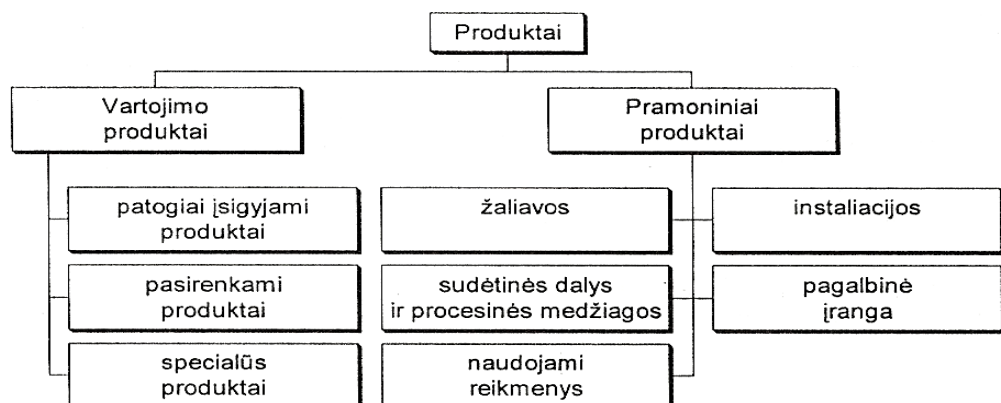 Produktai
Vartojimo
produktai
Pramoniniai
produktai
patogiai įsigyjami
produktai
pasirenkami
produktai
specialūs
produktai
žaliavos
sudėtinės dalys
ir procesinės medžiagos
naudojami
reikmenys
instaliacijos
pagalbinė
įranga